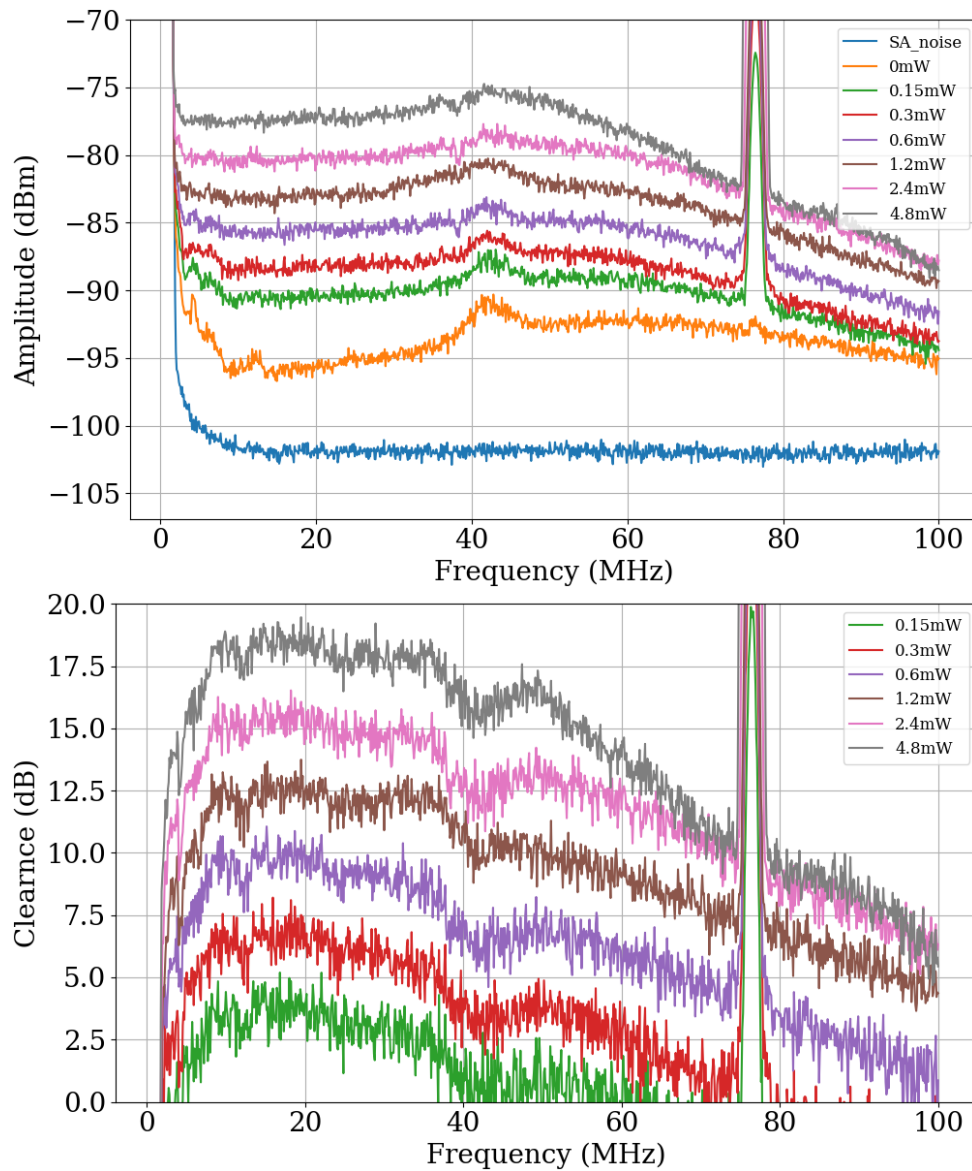 −70
−75
−80
−85
−90
−95
−100
−105
Amplitude (dBm)
SA_noise
0mW
0.15mW
0.3mW
0.6mW
1.2mW
2.4mW
4.8mW
0 20 40 60 80 100
Frequency (MHz)
20.0
17.5
15.0
12.5
10.0
7.5
5.0
2.5
0.0
Clearnce (dB)
0.15mW
0.3mW
0.6mW
1.2mW
2.4mW
4.8mW
0 20 40 60 80 100
Frequency (MHz)